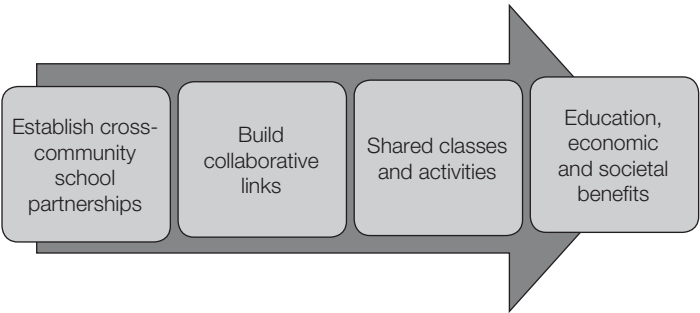 Establish cross-
community
school
partnerships
Build
collaborative
links
Shared classes
and activities
Education,
economic
and societal
benefits